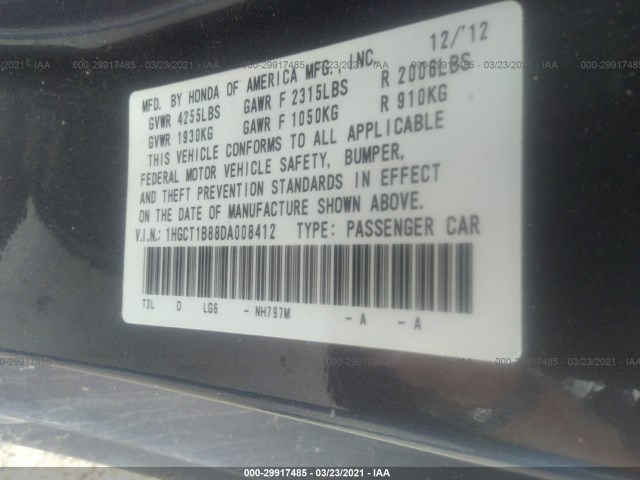 12/'12
MFD. BY HONDA OF AMERICA MFG., INC.
GVWR 4255LBS GAWR F 2315LBS R 2006LBS
GVWR 1930KG GAWR F 1050KG R 910KG
THIS VEHICLE CONFORMS TO ALL APPLICABLE
FEDERAL MOTOR VEHICLE SAFETY, BUMPER,
AND THEFT PREVENTION STANDARDS IN EFFECT
ON THE DATE OF MANUFACTURE SHOWN ABOVE.
V.I.N.: 1HGCT1B88DA008412 TYPE: PASSENGER CAR
T3L D LGS - NH797M - A - A
000-29917485 - 03/23/2021 - IAA